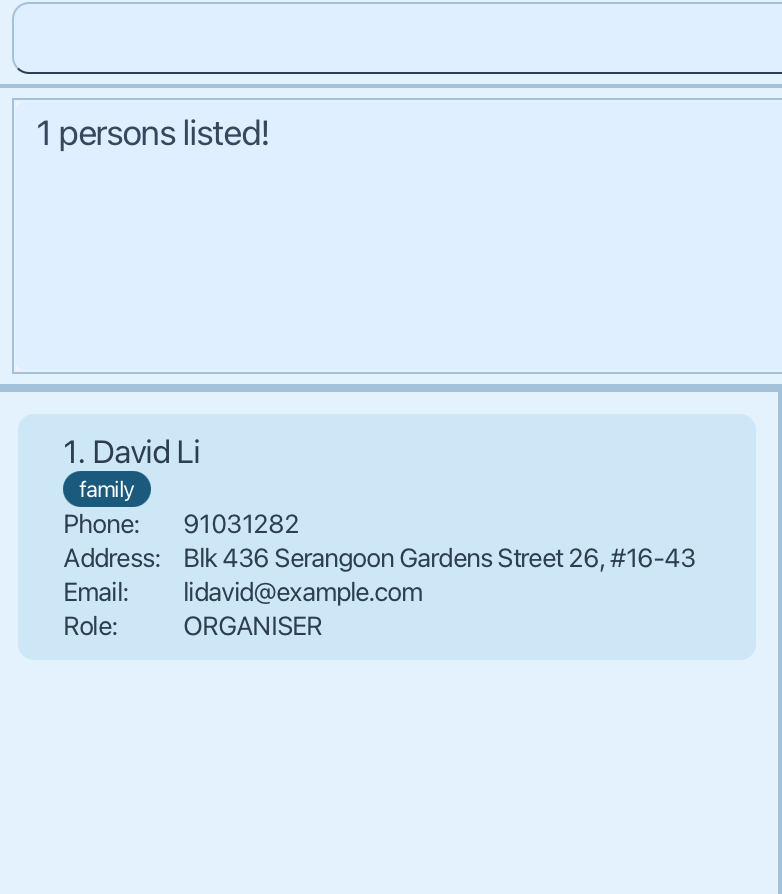 1 persons listed!
1. David Li
family
Phone: 91031282
Address: Blk 436 Serangoon Gardens Street 26, #16-43
Email: lidavid@example.com
Role: ORGANISER